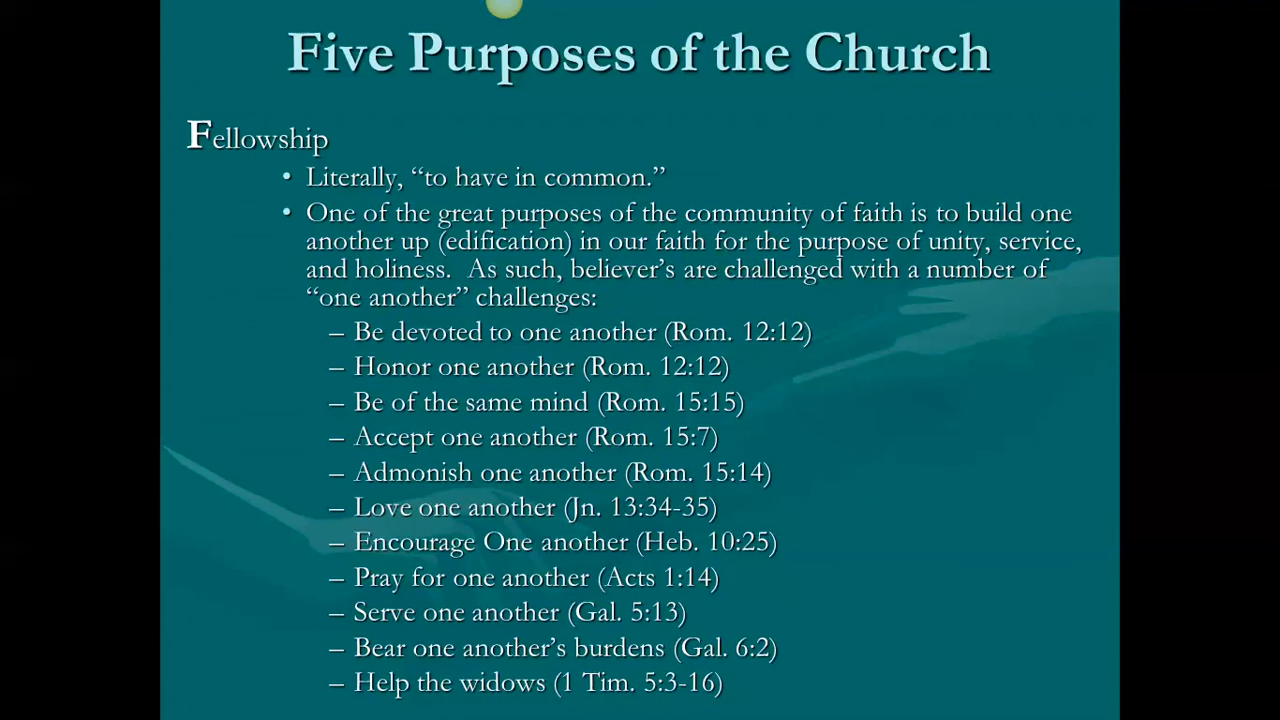 Five Purposes of the Church
Fellowship
• Literally, “to have in common.”
• One of the great purposes of the community of faith is to build one
another up (edification) in our faith for the purpose of unity, service,
and holiness.  As such, believer’s are challenged with a number of
“one another” challenges:
– Be devoted to one another (Rom. 12:12)
– Honor one another (Rom. 12:12)
– Be of the same mind (Rom. 15:15)
– Accept one another (Rom. 15:7)
– Admonish one another (Rom. 15:14)
– Love one another (Jn. 13:34-35)
– Encourage One another (Heb. 10:25)
– Pray for one another (Acts 1:14)
– Serve one another (Gal. 5:13)
– Bear one another’s burdens (Gal. 6:2)
– Help the widows (1 Tim. 5:3-16)